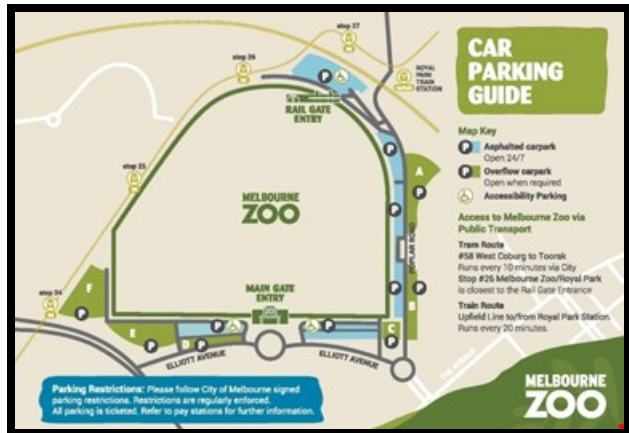 CAR
PARKING
GUIDE
Map Key
P Asphalted carpark
Open 24/7
P Overflow carpark
Open when required
Accessibility Parking
Access to Melbourne Zoo via
Public Transport
Tram Route
#58 West Coburg to Toorak
Runs every 10 minutes via City
Stop #26 Melbourne Zoo/Royal Park
is closest to the Rail Gate Entrance
Train Route
Upfield Line to/from Royal Park Station.
Runs every 20 minutes.
stop 27
stop 26
ROYAL
PARK
TRAIN
STATION
P
RAIL GATE
ENTRY
P
A
P
stop 25
MELBOURNE
ZOO
P
POPLAR ROAD
P
P
B
F
P
stop 24
MAIN GATE
ENTRY
E
P
P
D
P
P
C
P
ELLIOTT AVENUE
ELLIOTT AVENUE
THE AVENUE
Parking Restrictions: Please follow City of Melbourne signed
parking restrictions. Restrictions are regularly enforced.
All parking is ticketed. Refer to pay stations for further information.
MELBOURNE
ZOO